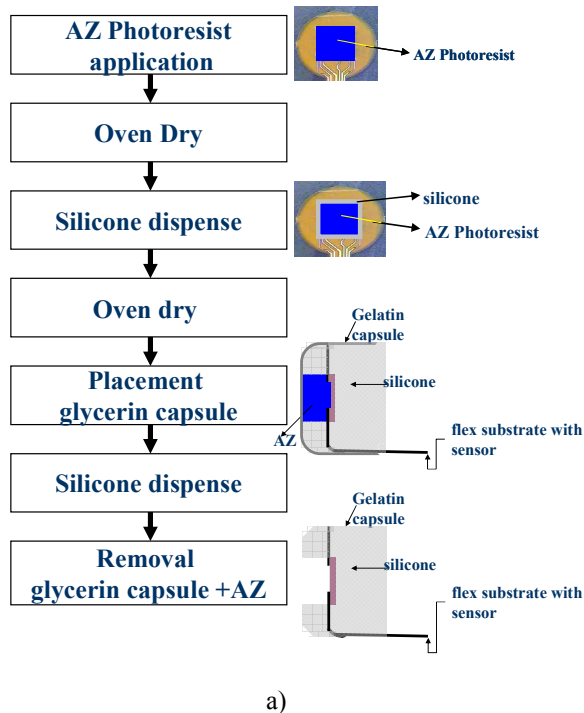 AZ Photoresist
application
AZ Photoresist
Oven Dry
Silicone dispense
silicone
AZ Photoresist
Oven dry
Gelatin
capsule
Placement
glycerin capsule
silicone
AZ
flex substrate with
sensor
Silicone dispense
Gelatin
capsule
Removal
glycerin capsule +AZ
silicone
flex substrate with
sensor
a)